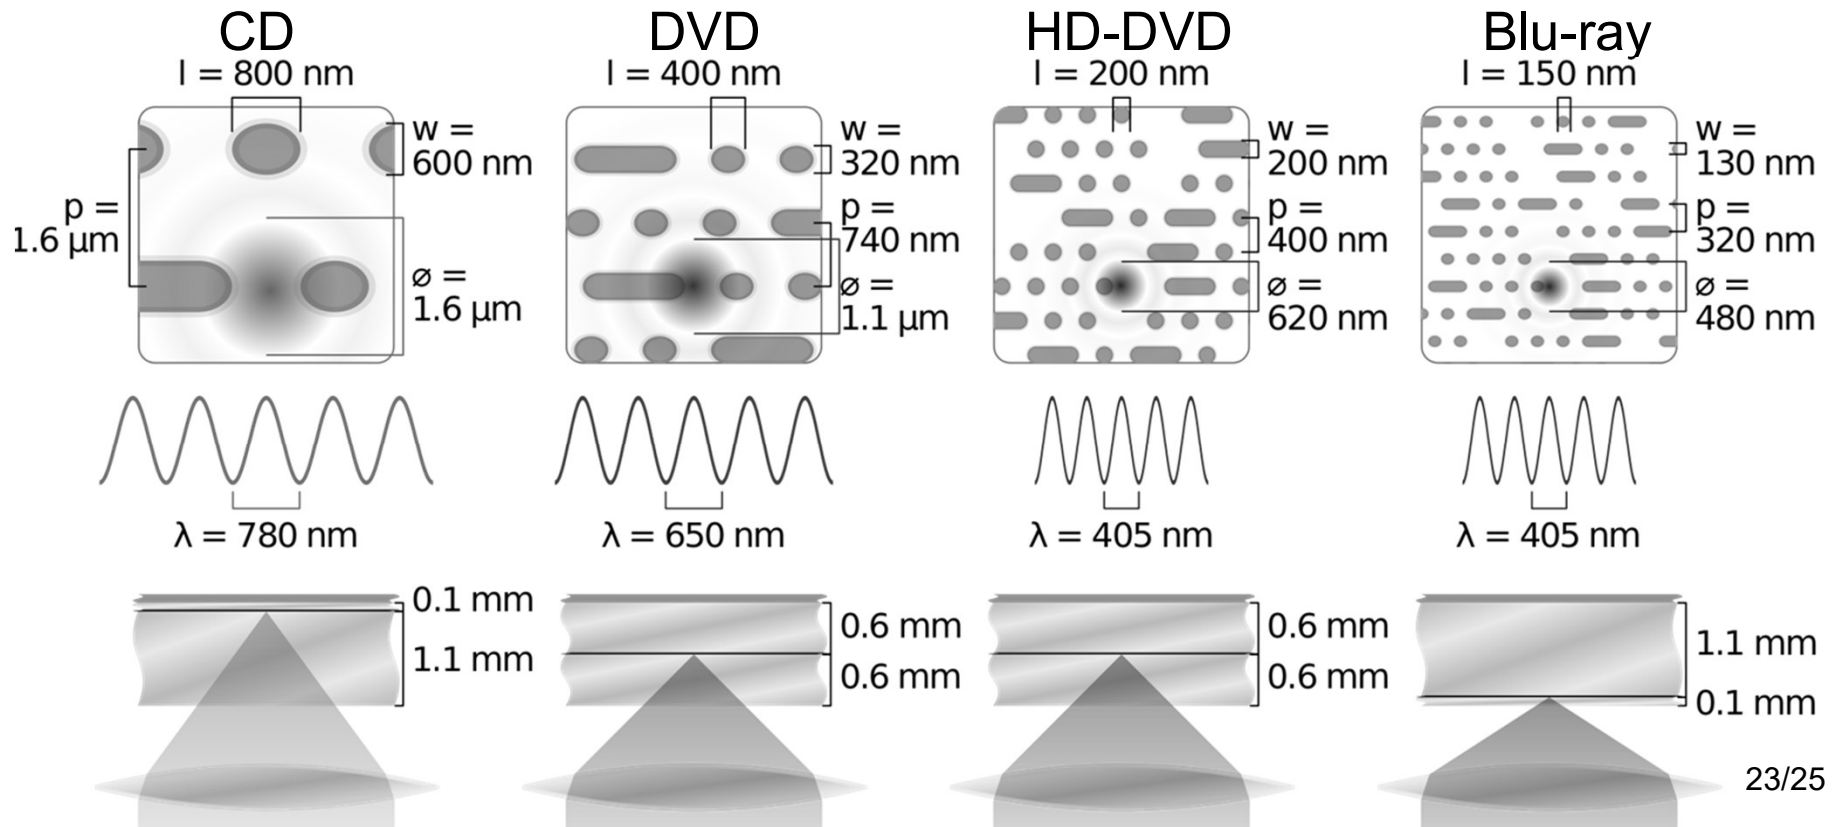 CD
l = 800 nm
w =
600 nm
p =
1.6 µm
⌀ =
1.6 µm
λ = 780 nm
0.1 mm
1.1 mm
DVD
l = 400 nm
w =
320 nm
p =
740 nm
⌀ =
1.1 µm
λ = 650 nm
0.6 mm
0.6 mm
HD-DVD
l = 200 nm
w =
200 nm
p =
400 nm
⌀ =
620 nm
λ = 405 nm
0.6 mm
0.6 mm
Blu-ray
l = 150 nm
w =
130 nm
p =
320 nm
⌀ =
480 nm
λ = 405 nm
1.1 mm
0.1 mm
23/25